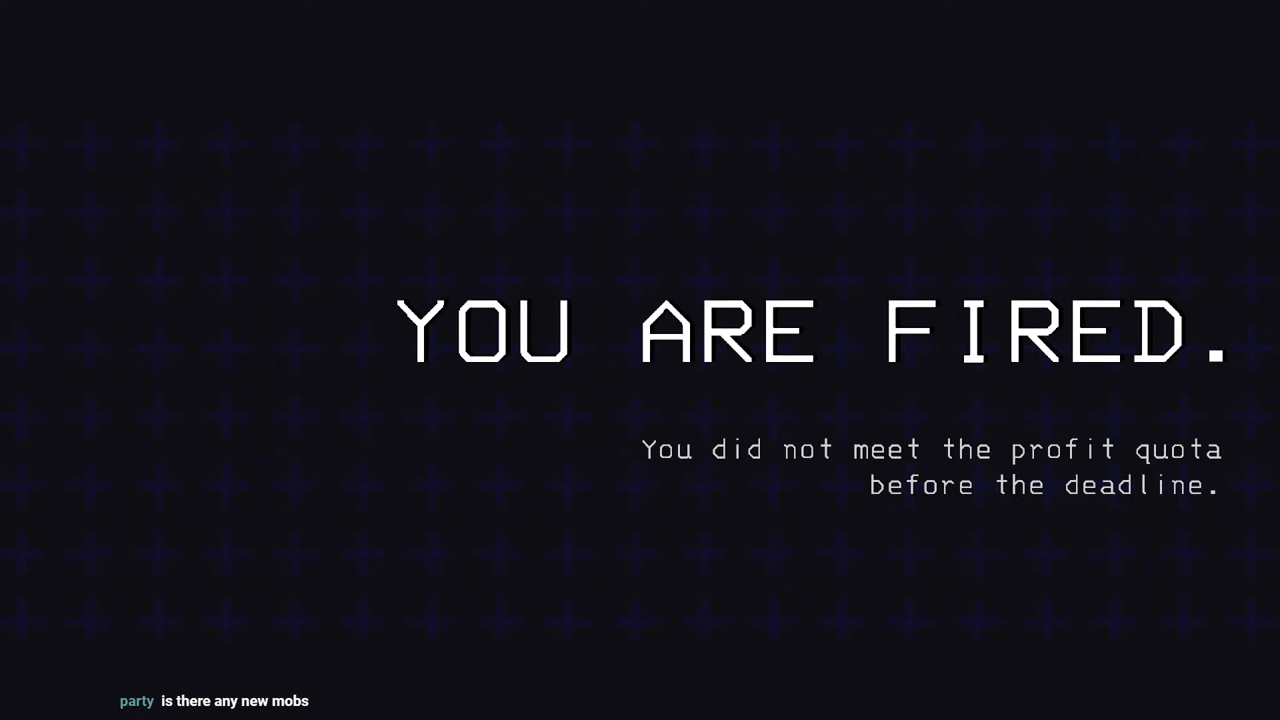 YOU ARE FIRED.
You did not meet the profit quota
before the deadline.
party is there any new mobs